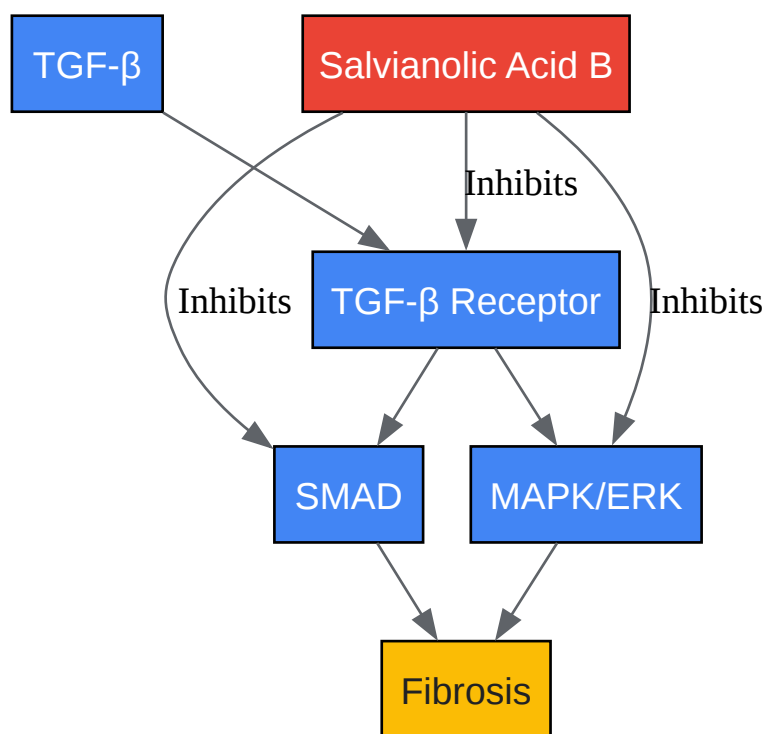 TGF-β
Salvianolic Acid B
Inhibits
TGF-β Receptor
Inhibits
Inhibits
SMAD
MAPK/ERK
Fibrosis